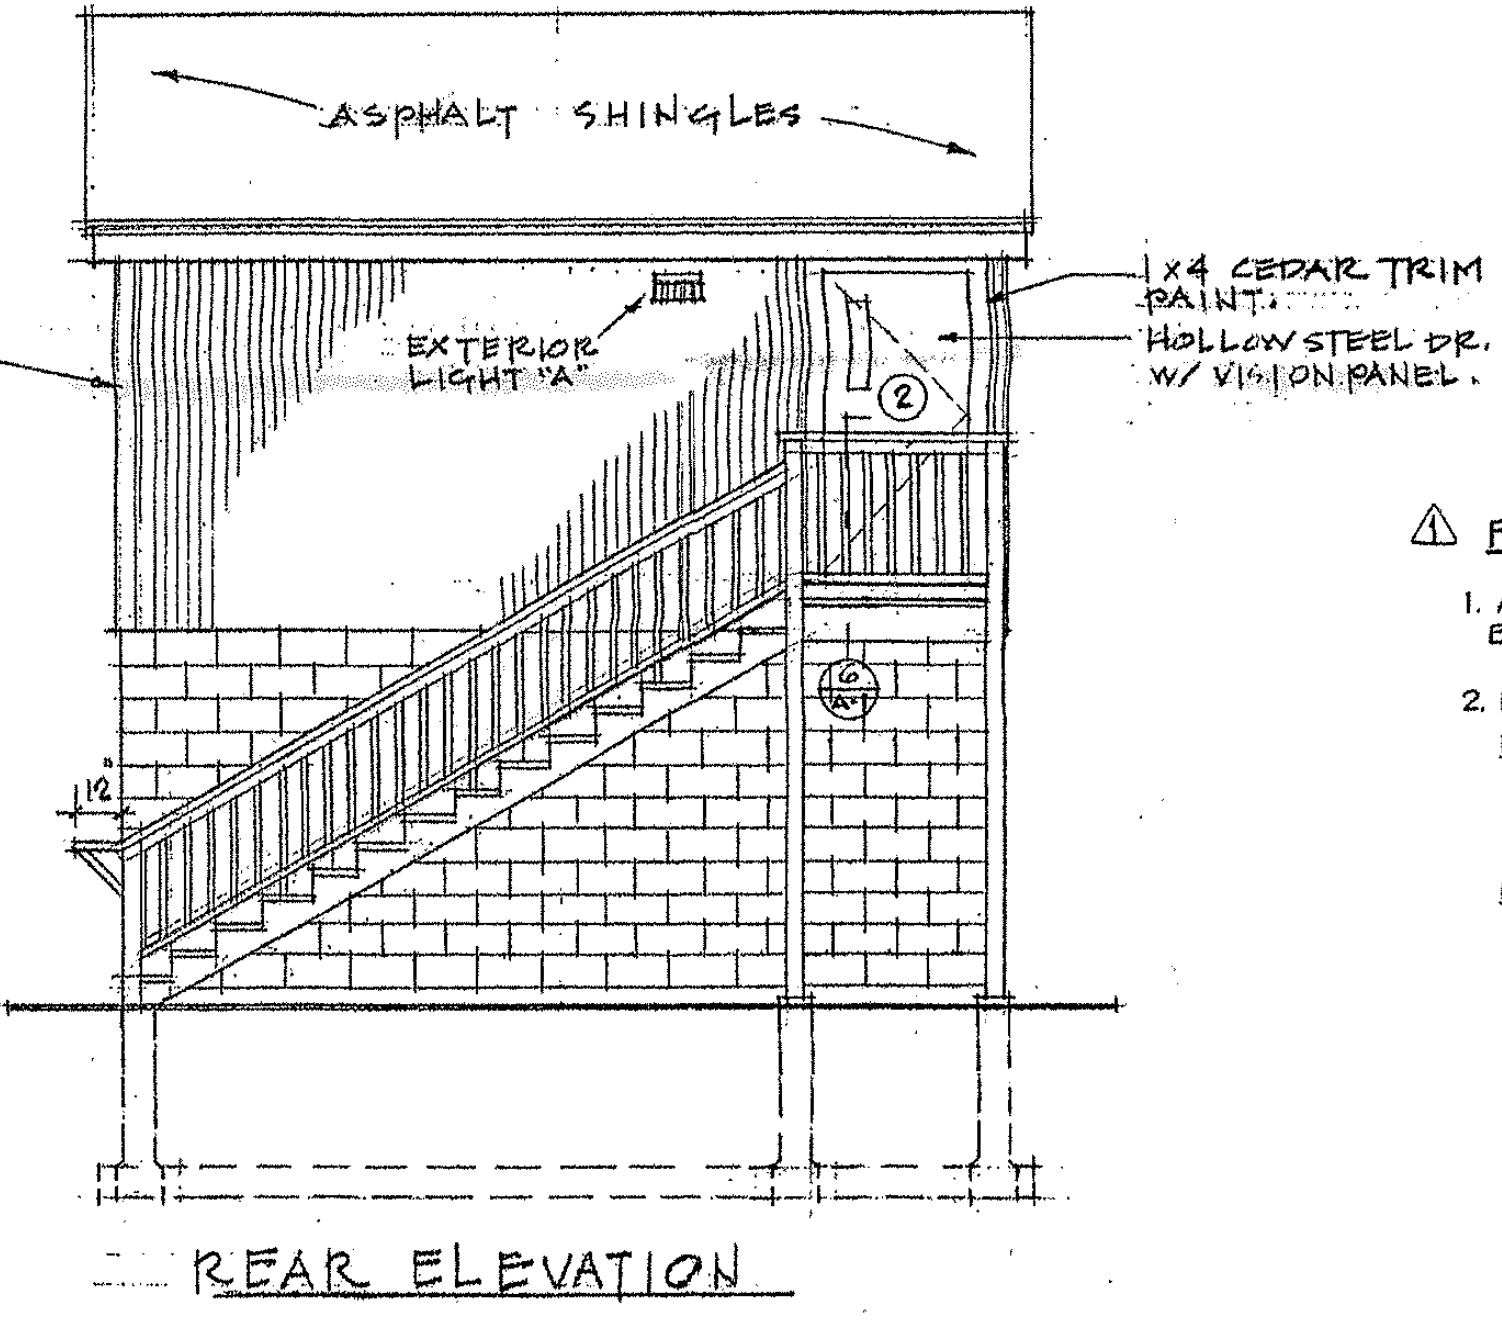 ASPHALT SHINGLES
1x4 CEDAR TRIM
PAINT.
EXTERIOR
LIGHT "A"
HOLLOW STEEL DR.
W/ VISION PANEL.
2
1
1.
2.
6
A-1
12"
REAR ELEVATION